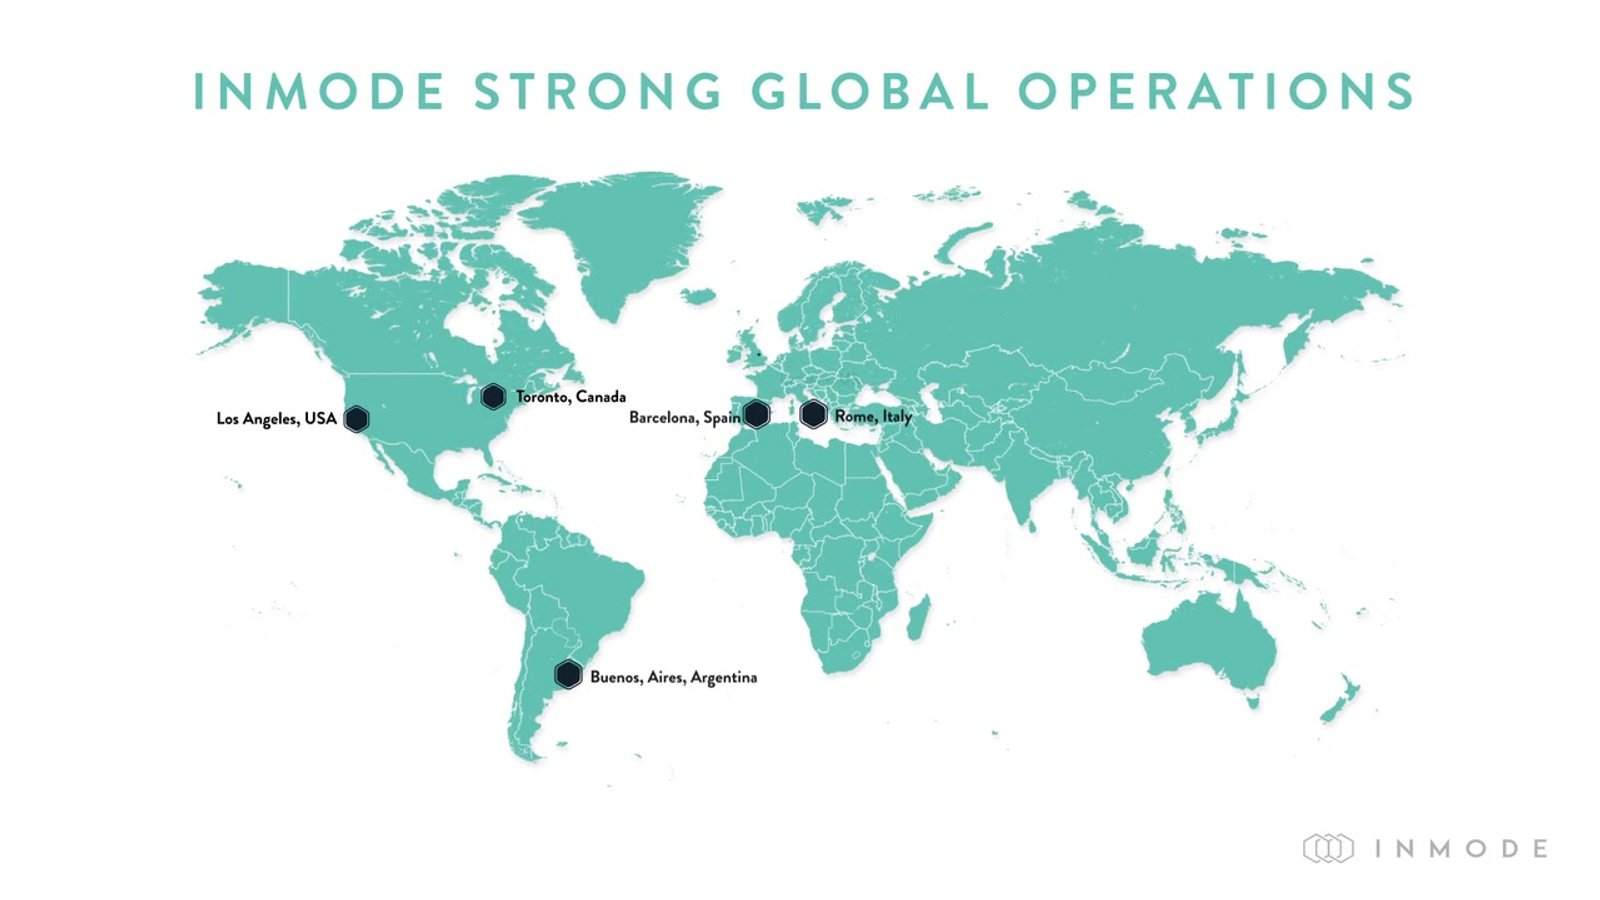 INMODE STRONG GLOBAL OPERATIONS
Toronto, Canada
Los Angeles, USA
Barcelona, Spain
Rome, Italy
Buenos, Aires, Argentina
INMODE